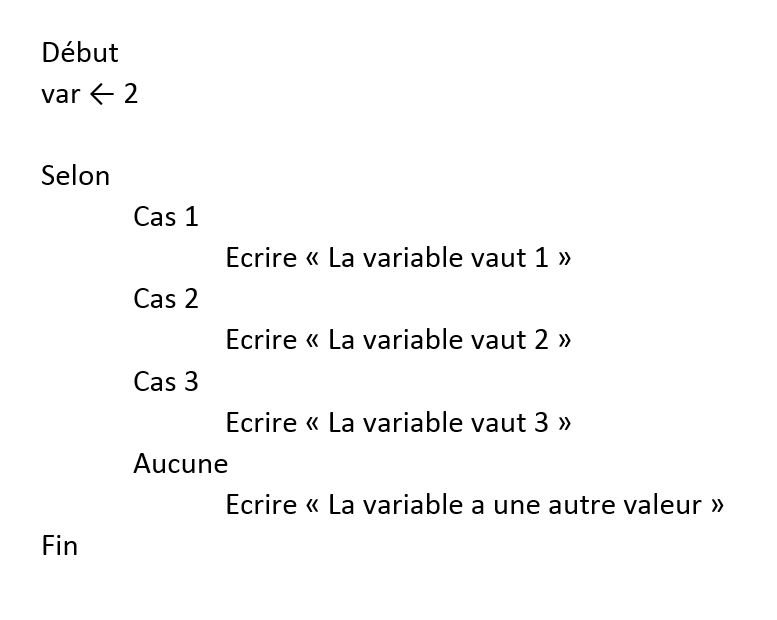 Début
var ← 2
Selon
Cas 1
Ecrire « La variable vaut 1 »
Cas 2
Ecrire « La variable vaut 2 »
Cas 3
Ecrire « La variable vaut 3 »
Aucune
Ecrire « La variable a une autre valeur »
Fin